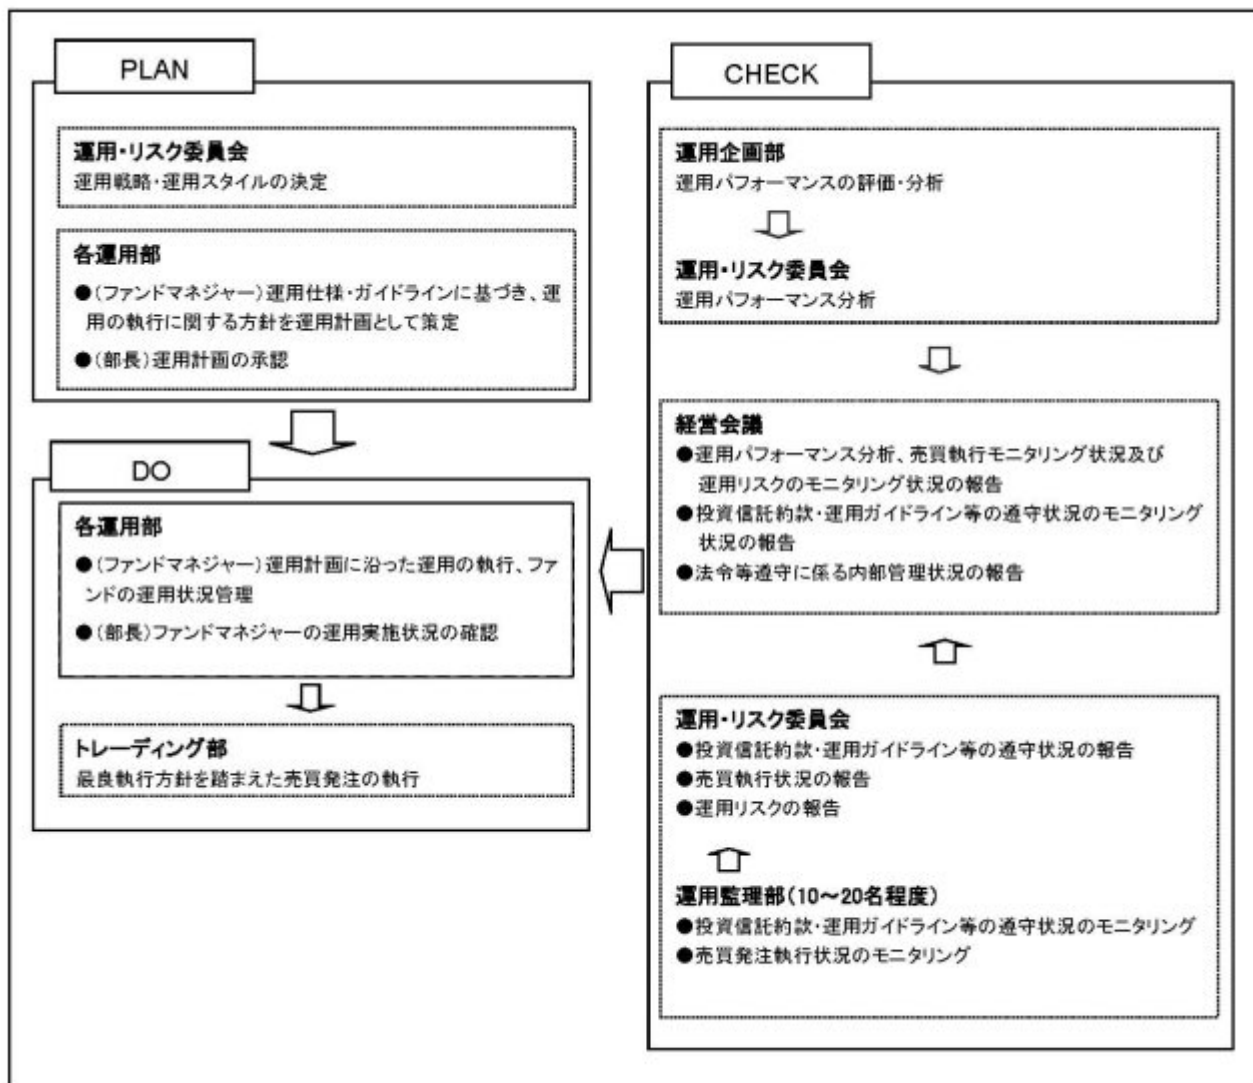 PLAN
運用・リスク委員会
運用戦略・運用スタイルの決定
各運用部
●(ファンドマネジャー)運用仕様・ガイドラインに基づき、運
用の執行に関する方針を運用計画として策定
●(部長)運用計画の承認
DO
各運用部
●(ファンドマネジャー)運用計画に沿った運用の執行、ファ
ンドの運用状況管理
●(部長)ファンドマネジャーの運用実施状況の確認
トレーディング部
最良執行方針を踏まえた売買発注の執行
CHECK
運用企画部
運用パフォーマンスの評価・分析
運用・リスク委員会
運用パフォーマンス分析
経営会議
●運用パフォーマンス分析、売買執行モニタリング状況及び
運用リスクのモニタリング状況の報告
●投資信託約款・運用ガイドライン等の遵守状況のモニタリング
状況の報告
●法令等遵守に係る内部管理状況の報告
運用・リスク委員会
●投資信託約款・運用ガイドライン等の遵守状況の報告
●売買執行状況の報告
●運用リスクの報告
運用監理部(10～20名程度)
●投資信託約款・運用ガイドライン等の遵守状況のモニタリング
●売買発注執行状況のモニタリング